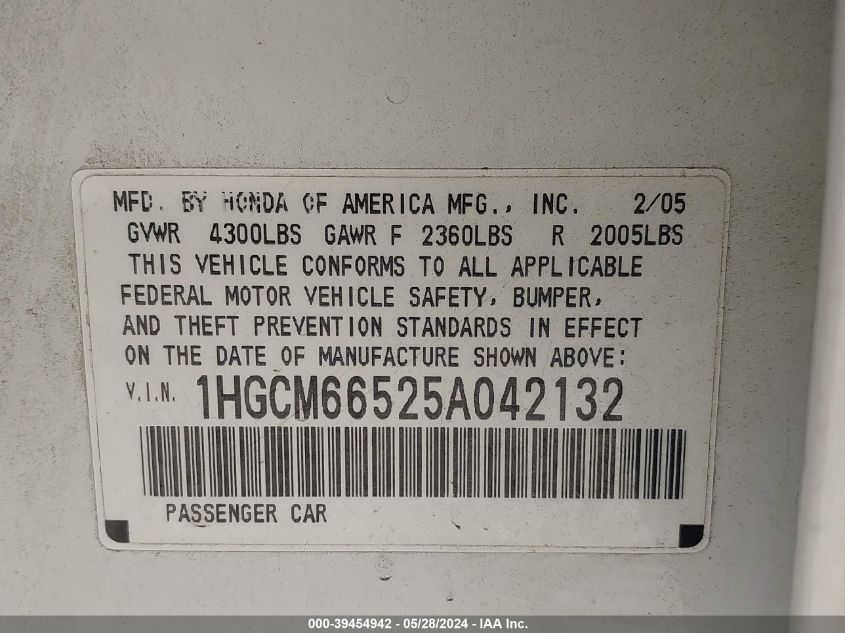 MFD. BY HONDA OF AMERICA MFG., INC. 2/05
GVWR 4300LBS GAWR F 2360LBS R 2005LBS
THIS VEHICLE CONFORMS TO ALL APPLICABLE
FEDERAL MOTOR VEHICLE SAFETY, BUMPER,
AND THEFT PREVENTION STANDARDS IN EFFECT
ON THE DATE OF MANUFACTURE SHOWN ABOVE:
V.I.N. 1HGCM66525A042132
PASSENGER CAR
000-39454942 - 05/28/2024 - IAA Inc.